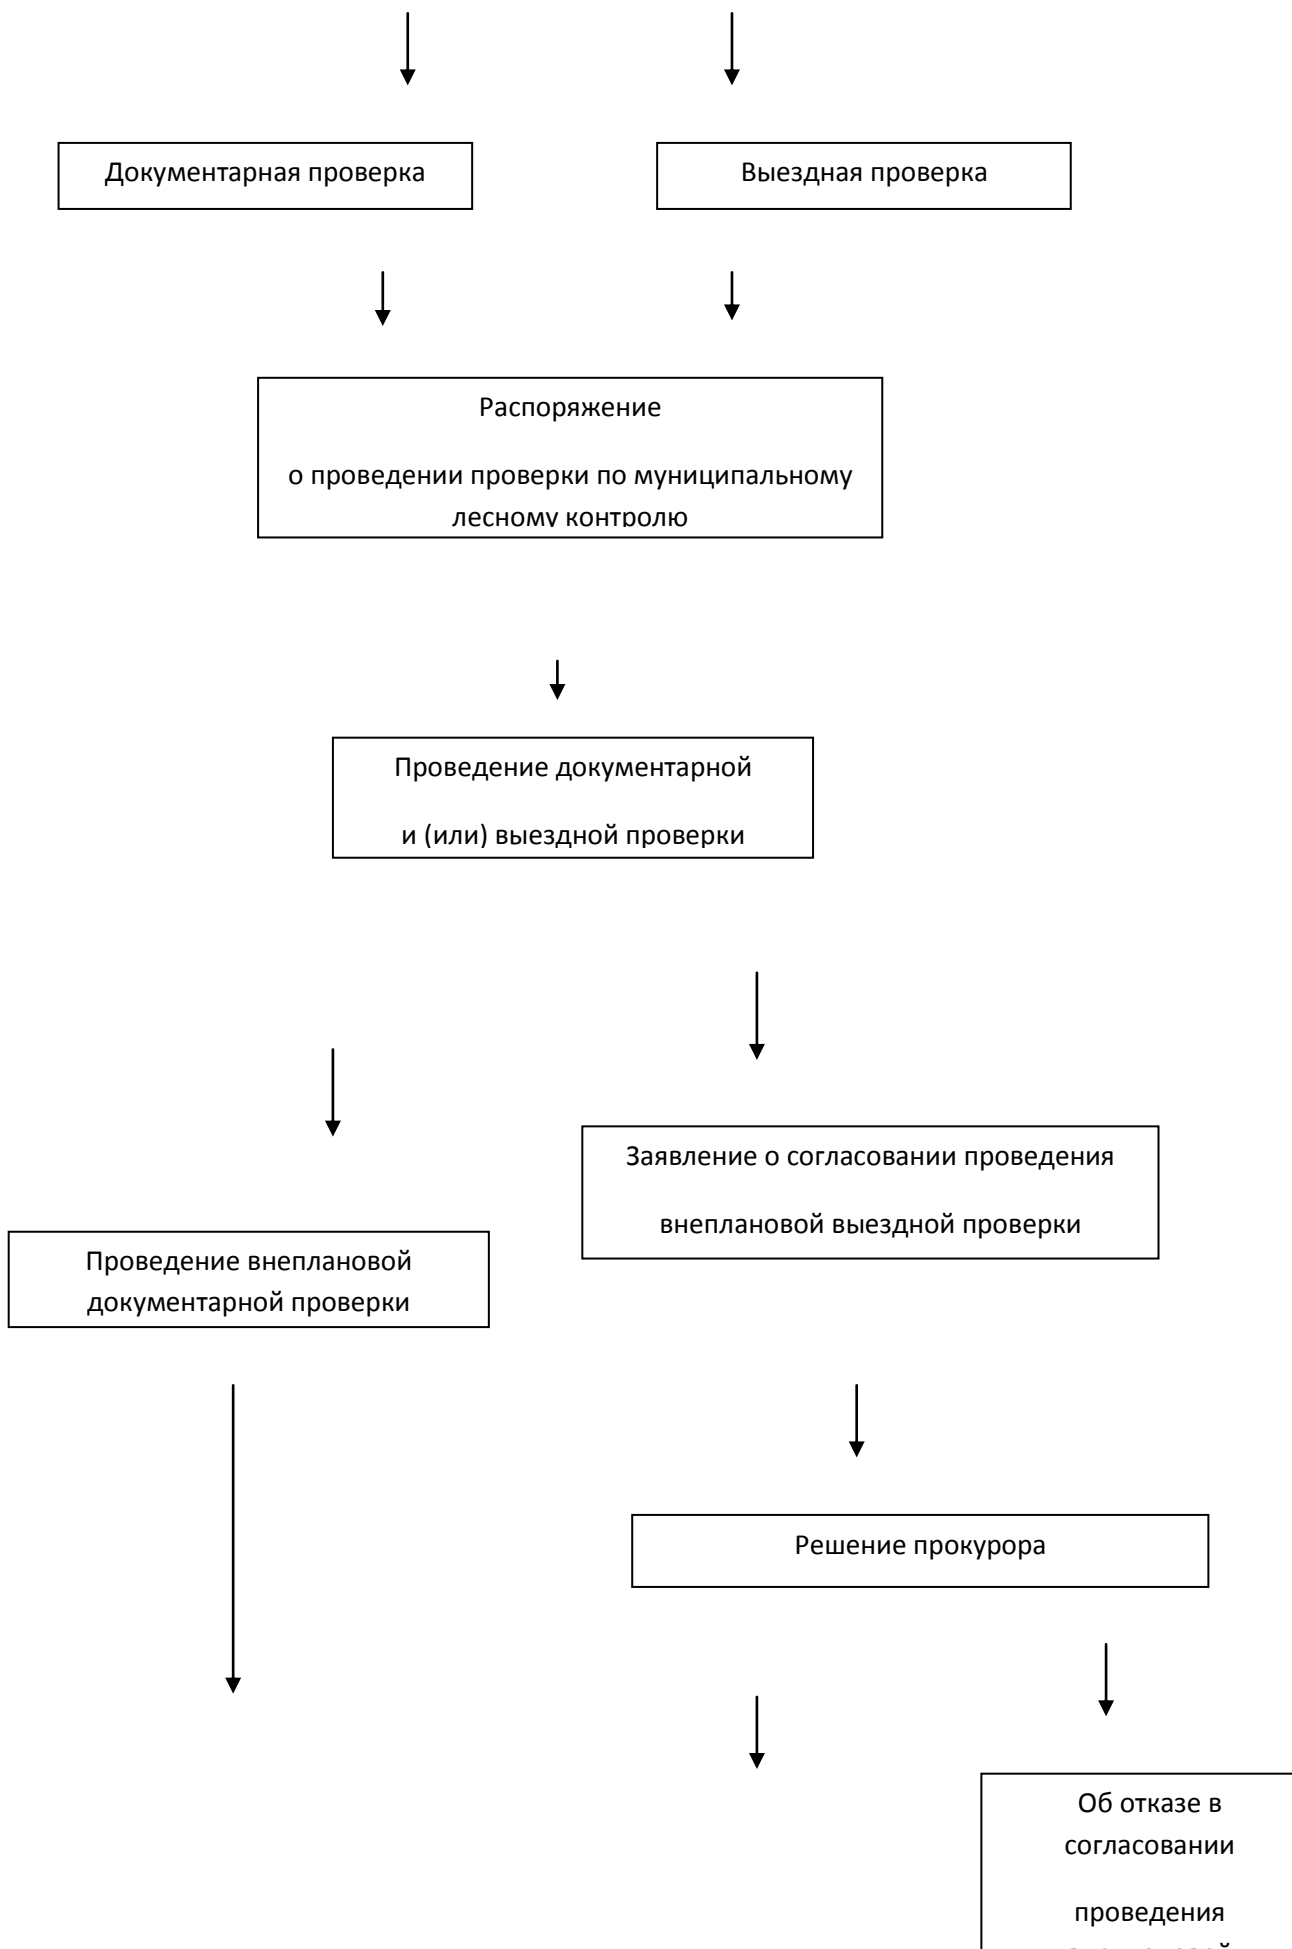 Документарная проверка
Выездная проверка
Распоряжение
о проведении проверки по муниципальному
лесному контролю
Проведение документарной
и (или) выездной проверки
Заявление о согласовании проведения
внеплановой выездной проверки
Проведение внеплановой
документарной проверки
Решение прокурора
Об отказе в
согласовании
проведения